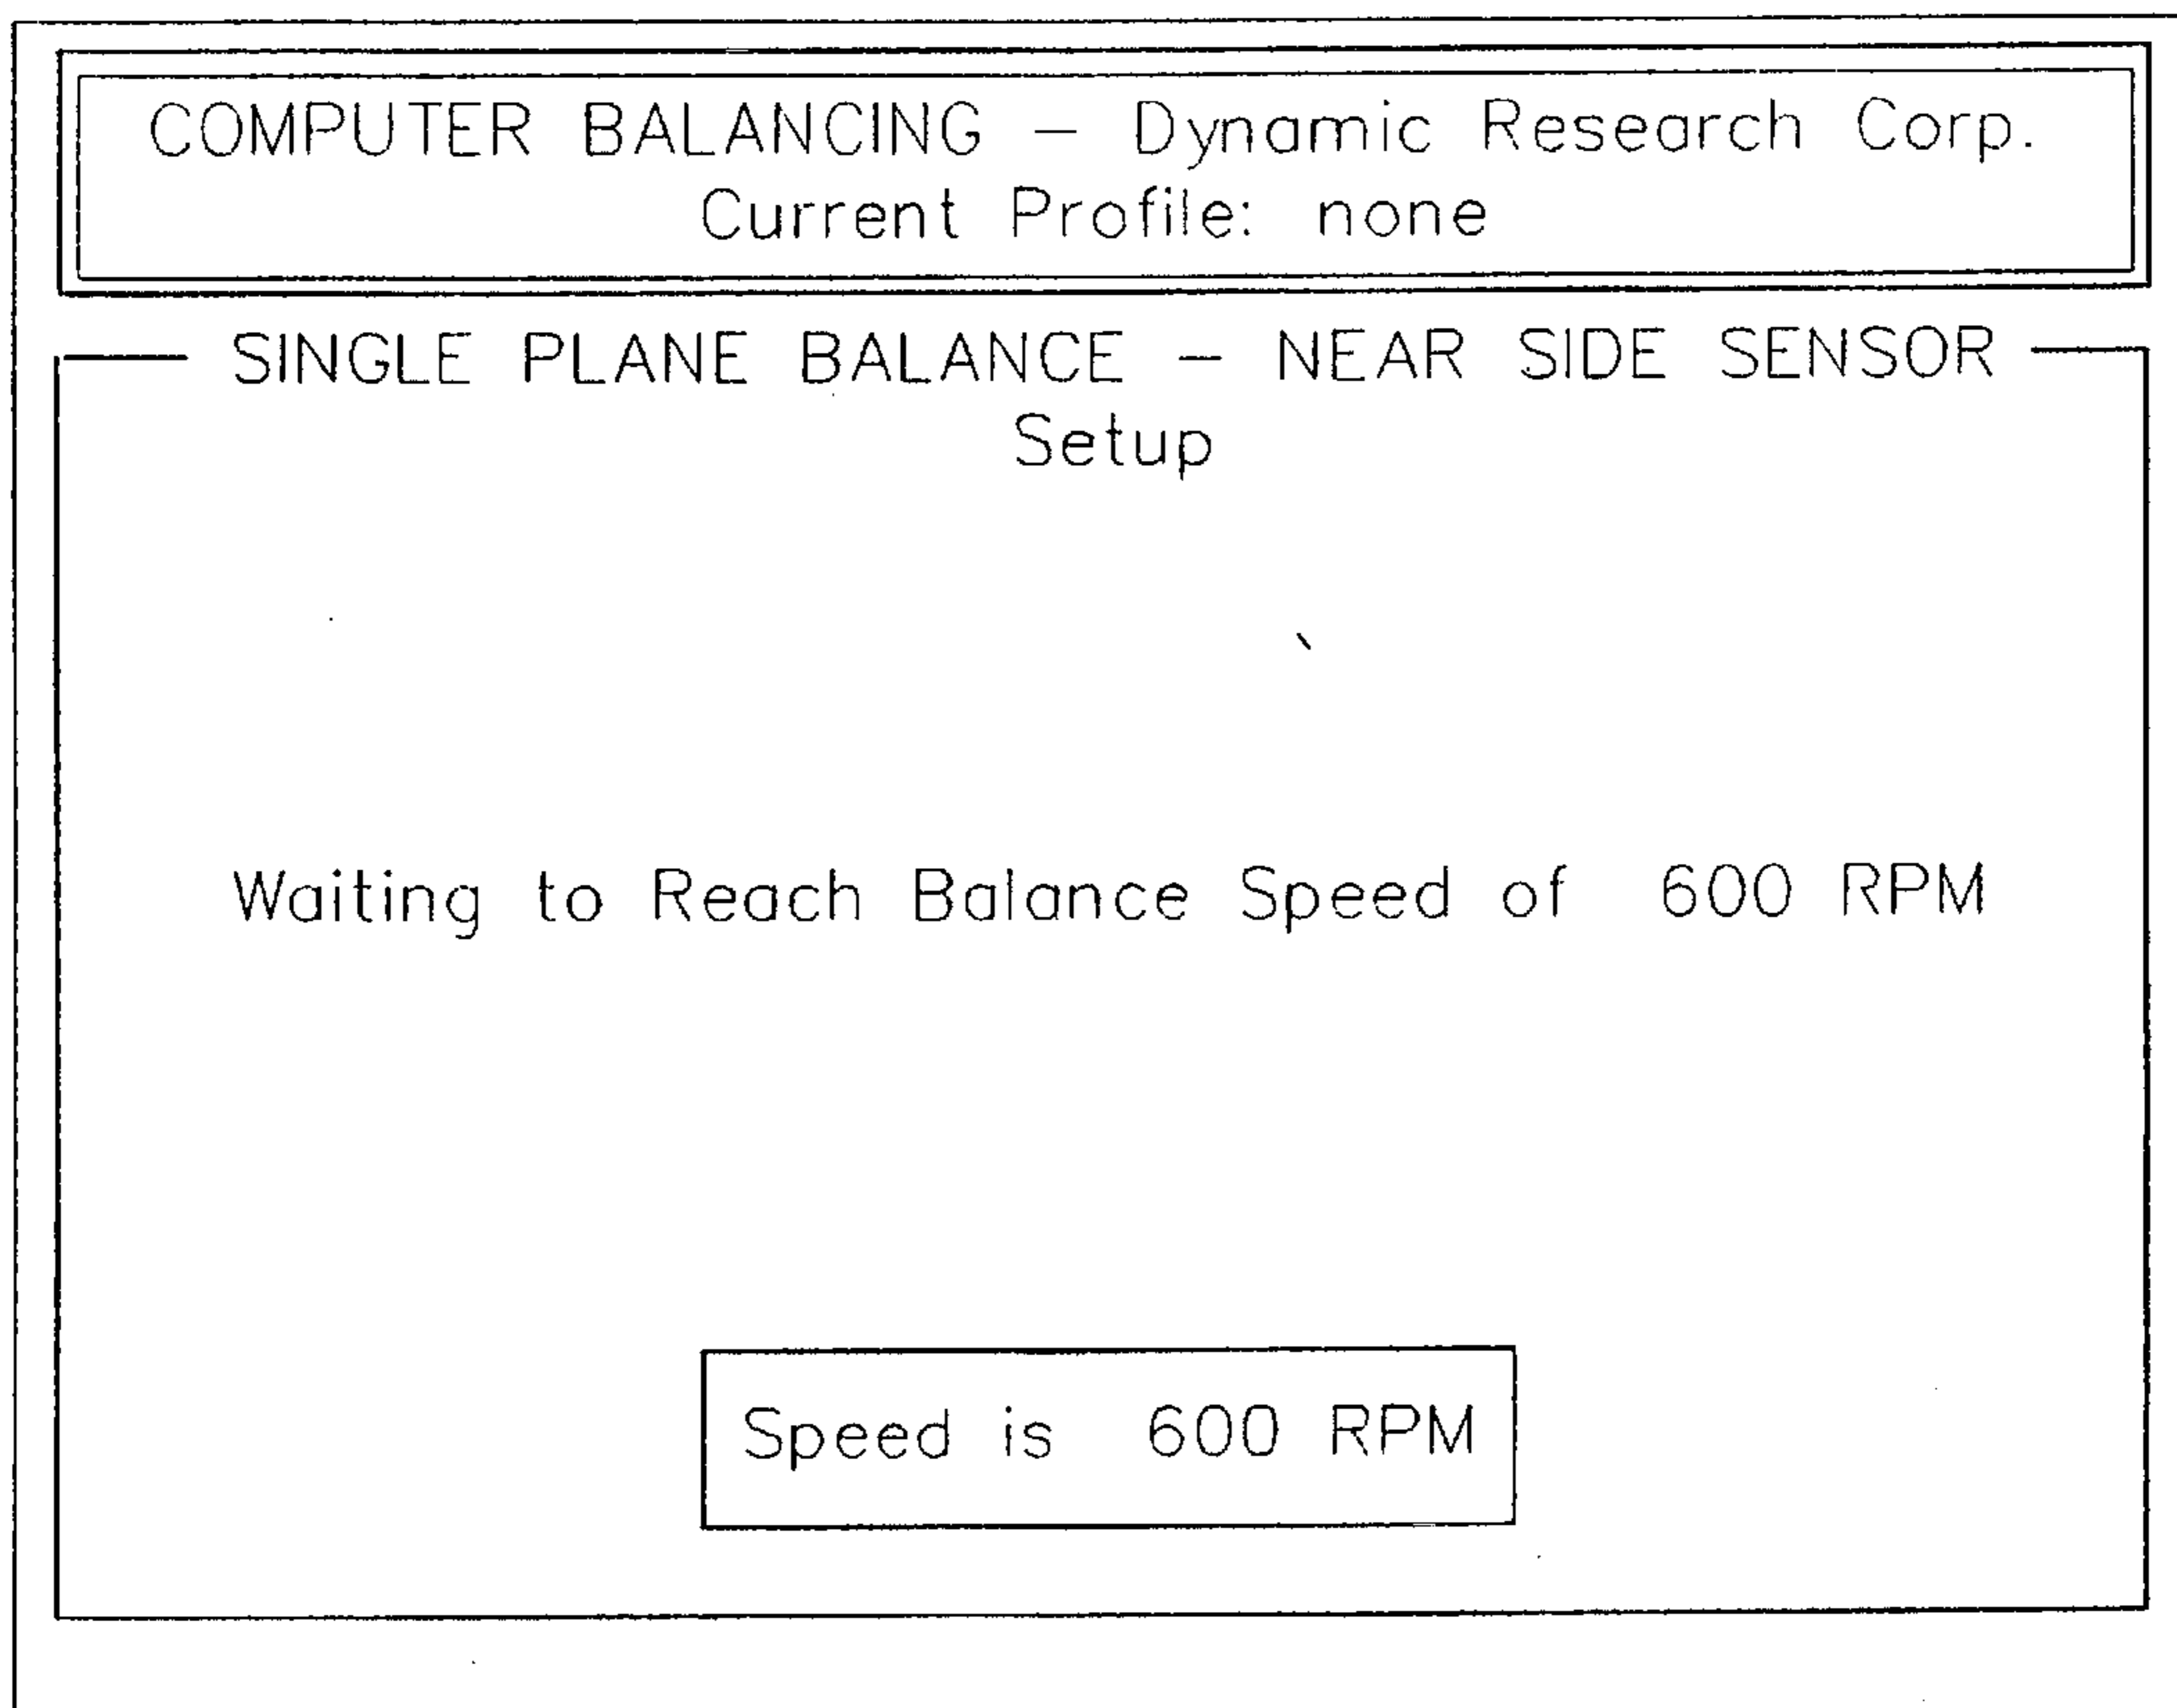 COMPUTER BALANCING – Dynamic Research Corp.
Current Profile: none
SINGLE PLANE BALANCE – NEAR SIDE SENSOR
Setup
Waiting to Reach Balance Speed of 600 RPM
Speed is 600 RPM